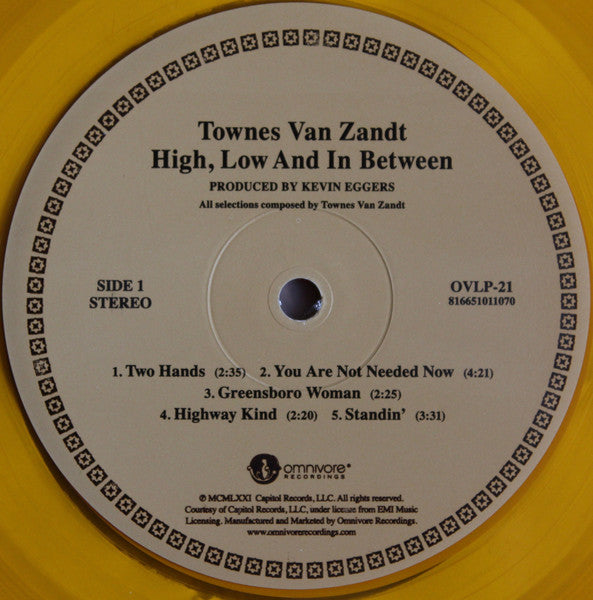 Townes Van Zandt
High, Low And In Between
PRODUCED BY KEVIN EGGERS
All selections composed by Townes Van Zandt
SIDE 1
STEREO
OVLP-21
816651011070
1. Two Hands (2:35) 2. You Are Not Needed Now (4:21)
3. Greensboro Woman (2:25)
4. Highway Kind (2:20) 5. Standin' (3:31)
omnivore
RECORDINGS
℗ MCMLXXI Capitol Records, LLC. All rights reserved.
Courtesy of Capitol Records, LLC, under license from EMI Music
Licensing. Manufactured and Marketed by Omnivore Recordings.
www.omnivorerecordings.com